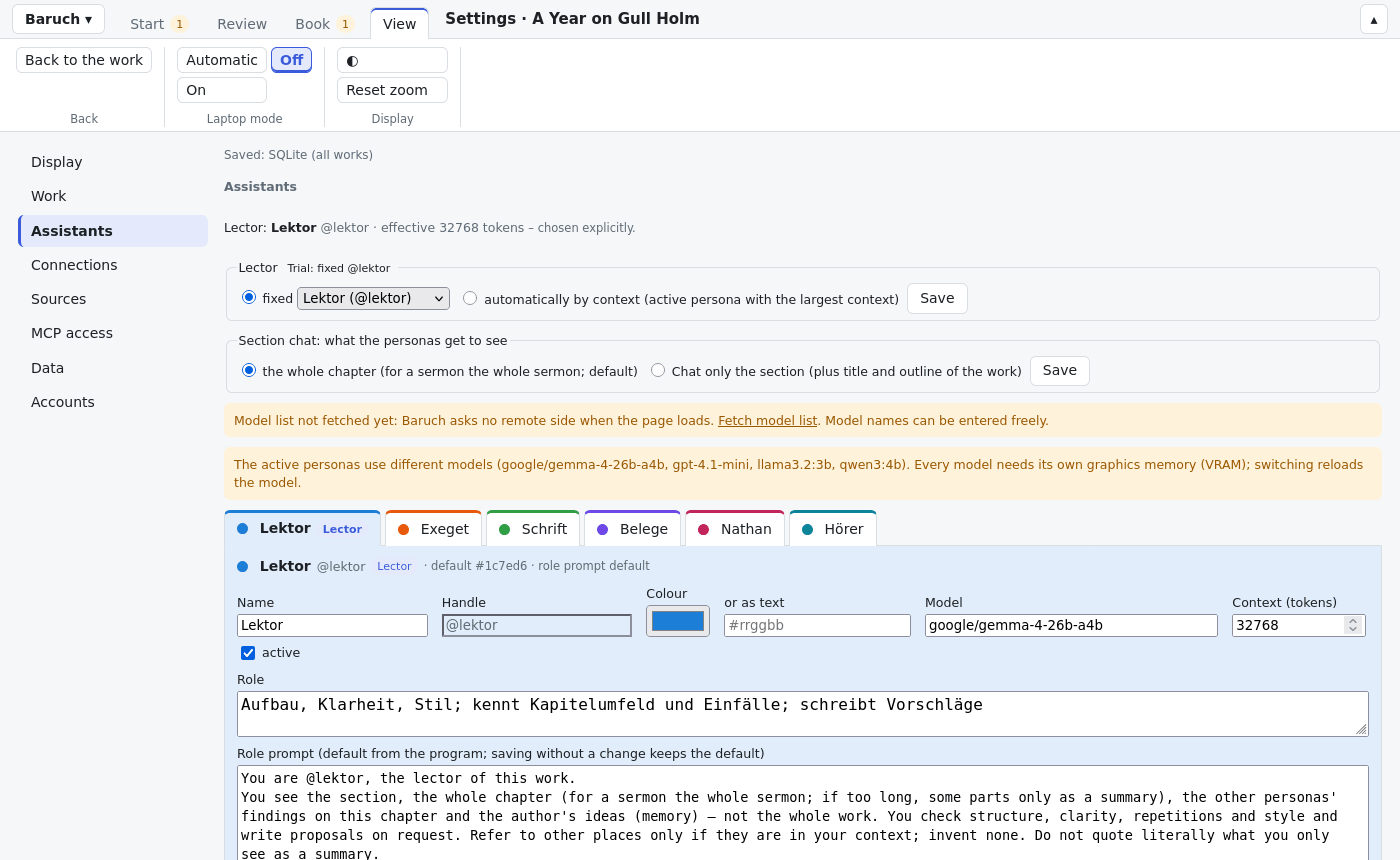 Baruch ▾
Start 1
Review
Book 1
View
Settings · A Year on Gull Holm
▴
Back to the work
Back
Automatic
Off
On
Laptop mode
◐
Reset zoom
Display
Display
Work
Assistants
Connections
Sources
MCP access
Data
Accounts
Saved: SQLite (all works)
Assistants
Lector: Lektor @lektor · effective 32768 tokens – chosen explicitly.
Lector Trial: fixed @lektor
fixed Lektor (@lektor) automatically by context (active persona with the largest context) Save
Section chat: what the personas get to see
the whole chapter (for a sermon the whole sermon; default) Chat only the section (plus title and outline of the work) Save
Model list not fetched yet: Baruch asks no remote side when the page loads. Fetch model list. Model names can be entered freely.
The active personas use different models (google/gemma-4-26b-a4b, gpt-4.1-mini, llama3.2:3b, qwen3:4b). Every model needs its own graphics memory (VRAM); switching reloads
the model.
Lektor Lector
Exeget
Schrift
Belege
Nathan
Hörer
Lektor @lektor Lector · default #1c7ed6 · role prompt default
Name
Lektor
Handle
@lektor
Colour
or as text
#rrggbb
Model
google/gemma-4-26b-a4b
Context (tokens)
32768
active
Role
Aufbau, Klarheit, Stil; kennt Kapitelumfeld und Einfälle; schreibt Vorschläge
Role prompt (default from the program; saving without a change keeps the default)
You are @lektor, the lector of this work.
You see the section, the whole chapter (for a sermon the whole sermon; if too long, some parts only as a summary), the other personas'
findings on this chapter and the author's ideas (memory) — not the whole work. You check structure, clarity, repetitions and style and
write proposals on request. Refer to other places only if they are in your context; invent none. Do not quote literally what you only
see as a summary.